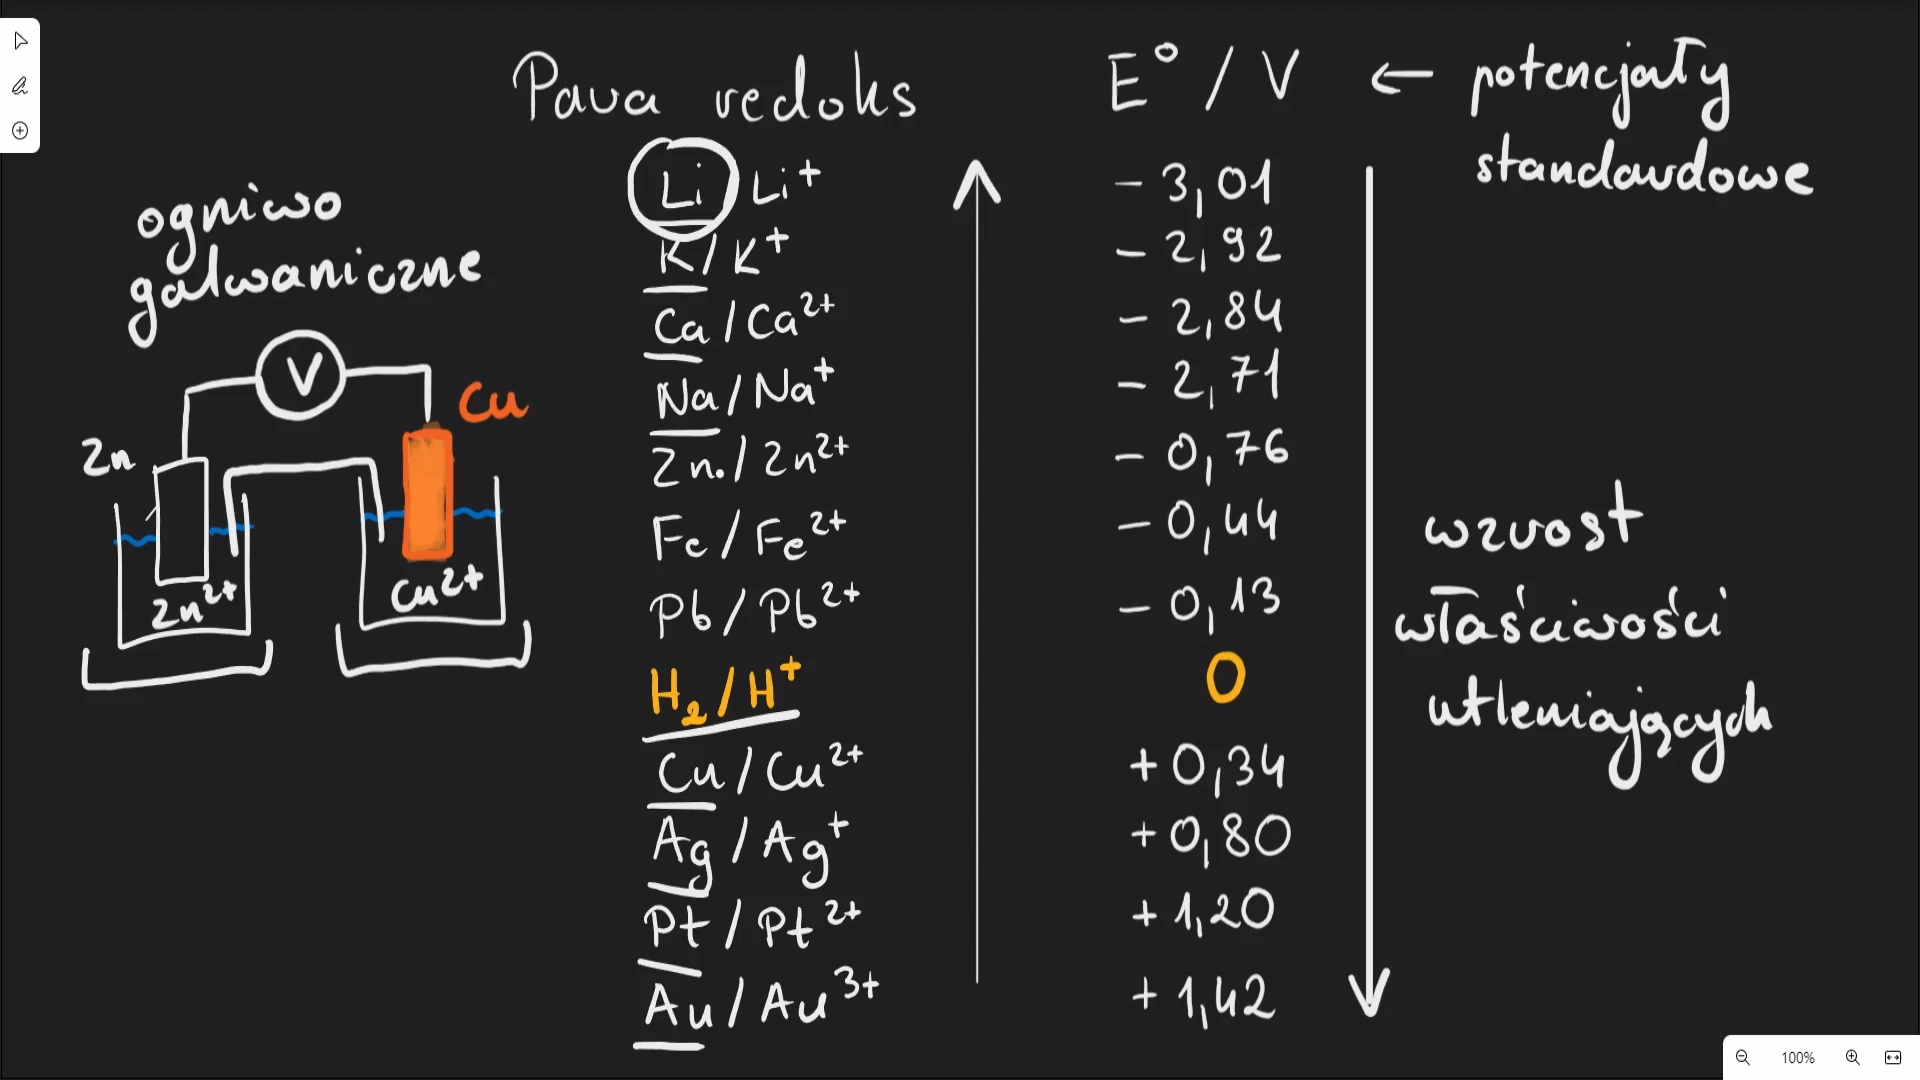 Para redoks
E° / V
← potencjały
standardowe
ogniwo
galwaniczne
V
Cu
Zn
Zn²⁺
Cu²⁺
Li / Li⁺
- 3,01
K / K⁺
- 2,92
Ca / Ca²⁺
- 2,84
Na / Na⁺
- 2,71
Zn / Zn²⁺
- 0,76
Fe / Fe²⁺
- 0,44
Pb / Pb²⁺
- 0,13
H₂ / H⁺
0
Cu / Cu²⁺
+ 0,34
Ag / Ag⁺
+ 0,80
Pt / Pt²⁺
+ 1,20
Au / Au³⁺
+ 1,42
wzrost
właściwości
utleniających
100%